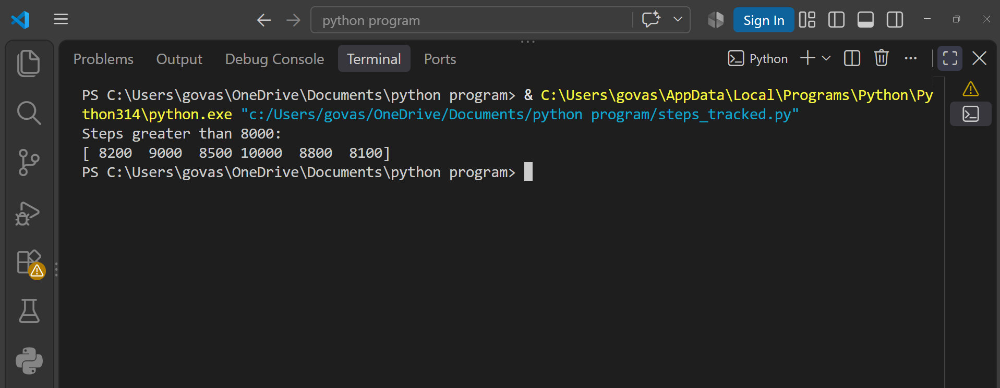 python program
Sign In
Problems Output Debug Console Terminal Ports Python
PS C:\Users\govas\OneDrive\Documents\python program> & C:\Users\govas\AppData\Local\Programs\Python\Py
thon314\python.exe "c:/Users/govas/OneDrive/Documents/python program/steps_tracked.py"
Steps greater than 8000:
[ 8200  9000  8500 10000  8800  8100]
PS C:\Users\govas\OneDrive\Documents\python program>